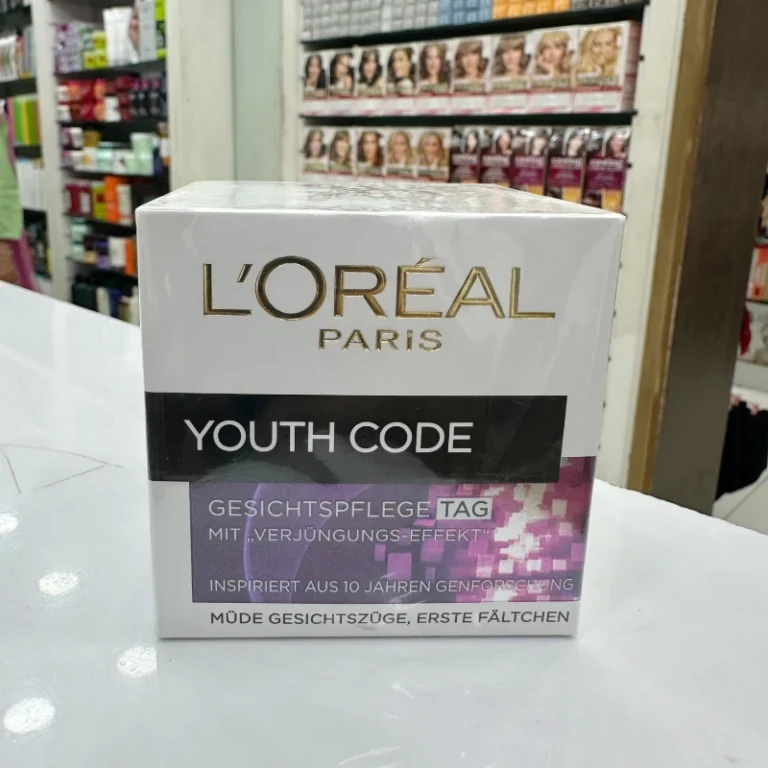 L'ORÉAL
PARIS
YOUTH CODE
GESICHTSPFLEGE TAG
MIT „VERJÜNGUNGS-EFFEKT"
INSPIRIERT AUS 10 JAHREN GENFORSCHUNG
MÜDE GESICHTSZÜGE, ERSTE FÄLTCHEN